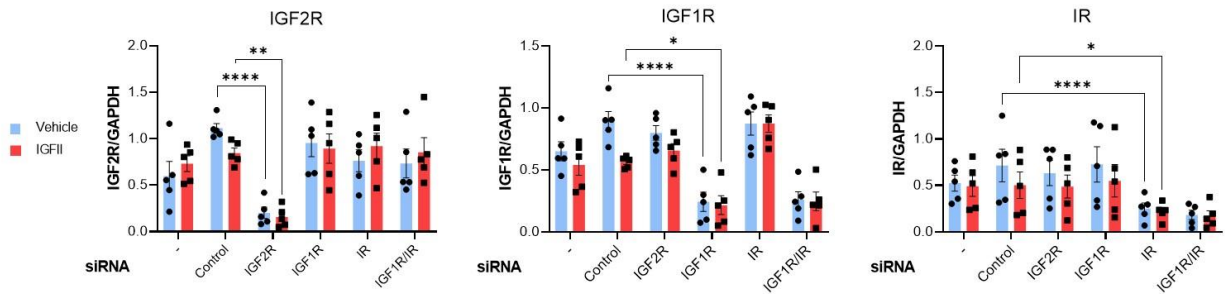 IGF2R
IGF1R
IR
Vehicle
IGFII
IGF2R/GAPDH
2.0
1.5
1.0
0.5
0.0
**
****
siRNA
-
Control
IGF2R
IGF1R
IR
IGF1R/IR
IGF1R/GAPDH
1.5
1.0
0.5
0.0
*
****
siRNA
-
Control
IGF2R
IGF1R
IR
IGF1R/IR
IR/GAPDH
2.0
1.5
1.0
0.5
0.0
*
****
siRNA
-
Control
IGF2R
IGF1R
IR
IGF1R/IR